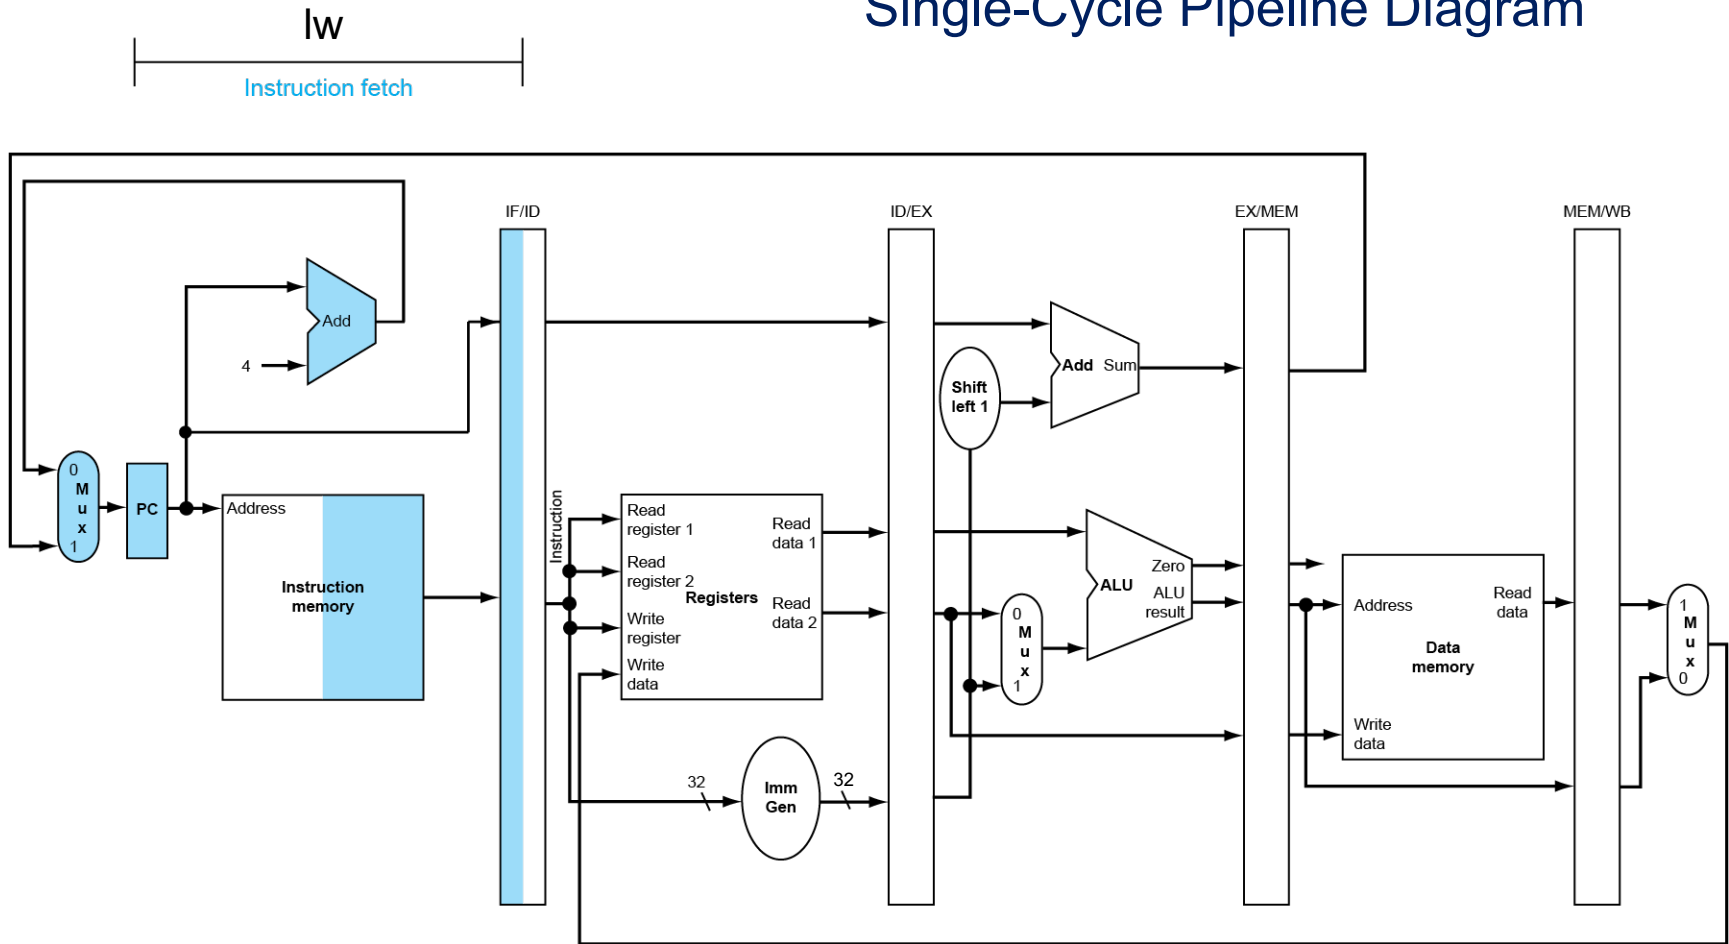 Single-Cycle Pipeline Diagram
lw
Instruction fetch
IF/ID
ID/EX
EX/MEM
MEM/WB
Add
4
Add Sum
Shift
left 1
0
M
u
x
1
PC
Address
Instruction
memory
Instruction
Read
register 1
Read
register 2
Write
register
Write
data
Registers
Read
data 1
Read
data 2
0
M
u
x
1
Zero
ALU
ALU
result
Address
Read
data
Data
memory
Write
data
1
M
u
x
0
32
Imm
Gen
32